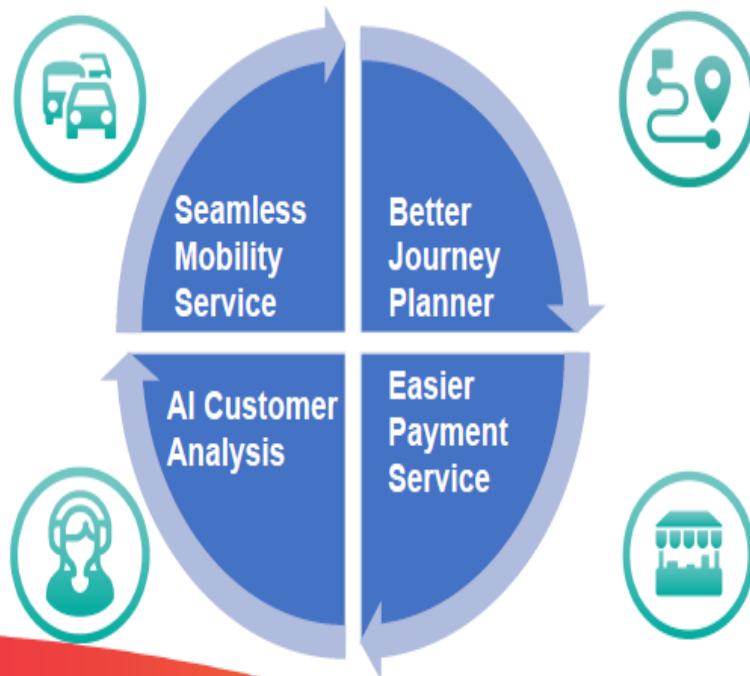 Seamless
Mobility
Service
Better
Journey
Planner
AI Customer
Analysis
Easier
Payment
Service